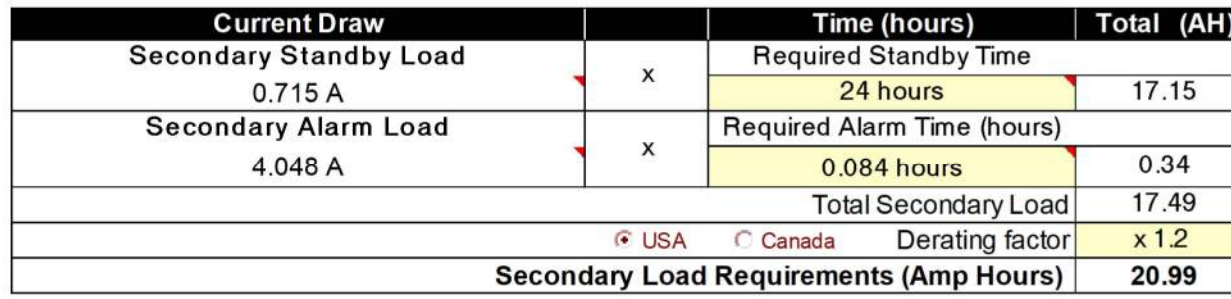 Current Draw Time (hours) Total (AH)
Secondary Standby Load x Required Standby Time
0.715 A 24 hours 17.15
Secondary Alarm Load x Required Alarm Time (hours)
4.048 A 0.084 hours 0.34
Total Secondary Load 17.49
USA Canada Derating factor x 1.2
Secondary Load Requirements (Amp Hours) 20.99